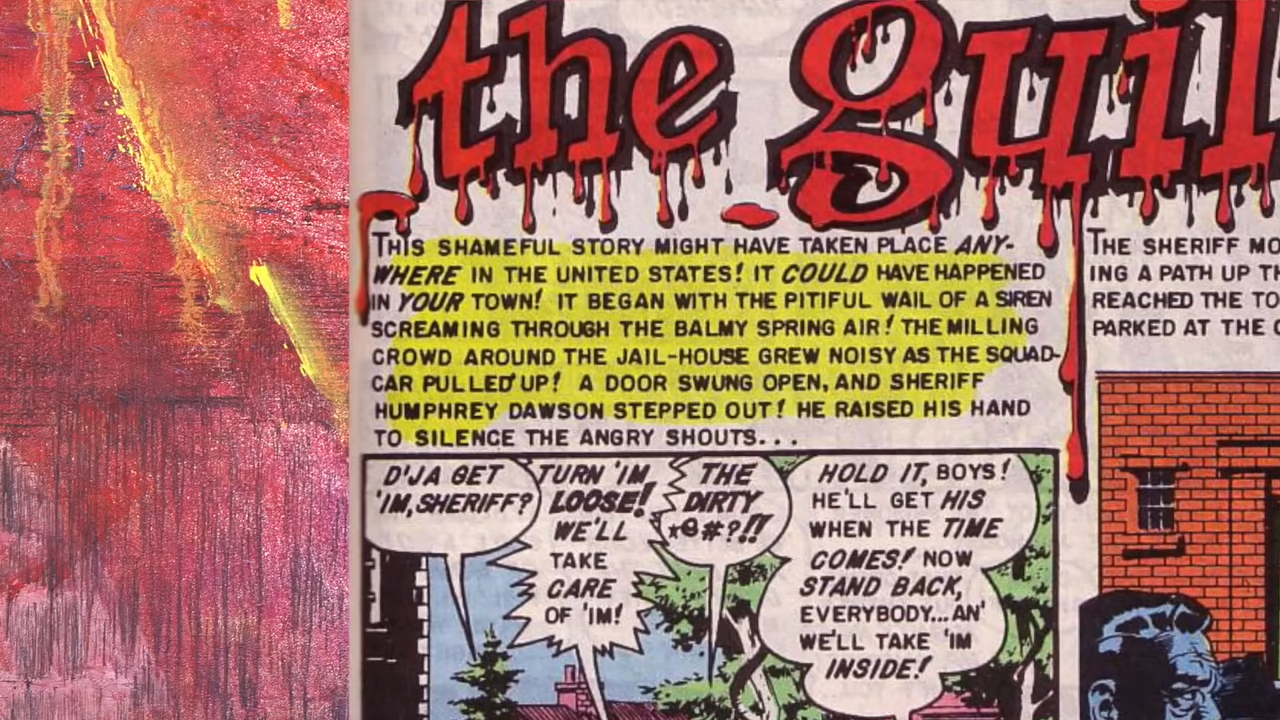 the guil
THIS SHAMEFUL STORY MIGHT HAVE TAKEN PLACE ANY-
WHERE IN THE UNITED STATES! IT COULD HAVE HAPPENED
IN YOUR TOWN! IT BEGAN WITH THE PITIFUL WAIL OF A SIREN
SCREAMING THROUGH THE BALMY SPRING AIR! THE MILLING
CROWD AROUND THE JAIL-HOUSE GREW NOISY AS THE SQUAD-
CAR PULLED UP! A DOOR SWUNG OPEN, AND SHERIFF
HUMPHREY DAWSON STEPPED OUT! HE RAISED HIS HAND
TO SILENCE THE ANGRY SHOUTS...
THE SHERIFF MO
ING A PATH UP TH
REACHED THE TO
PARKED AT THE
D'JA GET
'IM, SHERIFF?
TURN 'IM
LOOSE!
WE'LL
TAKE
CARE
OF 'IM!
THE
DIRTY
*@#?!!
HOLD IT, BOYS!
HE'LL GET HIS
WHEN THE TIME
COMES! NOW
STAND BACK,
EVERYBODY...AN'
WE'LL TAKE 'IM
INSIDE!